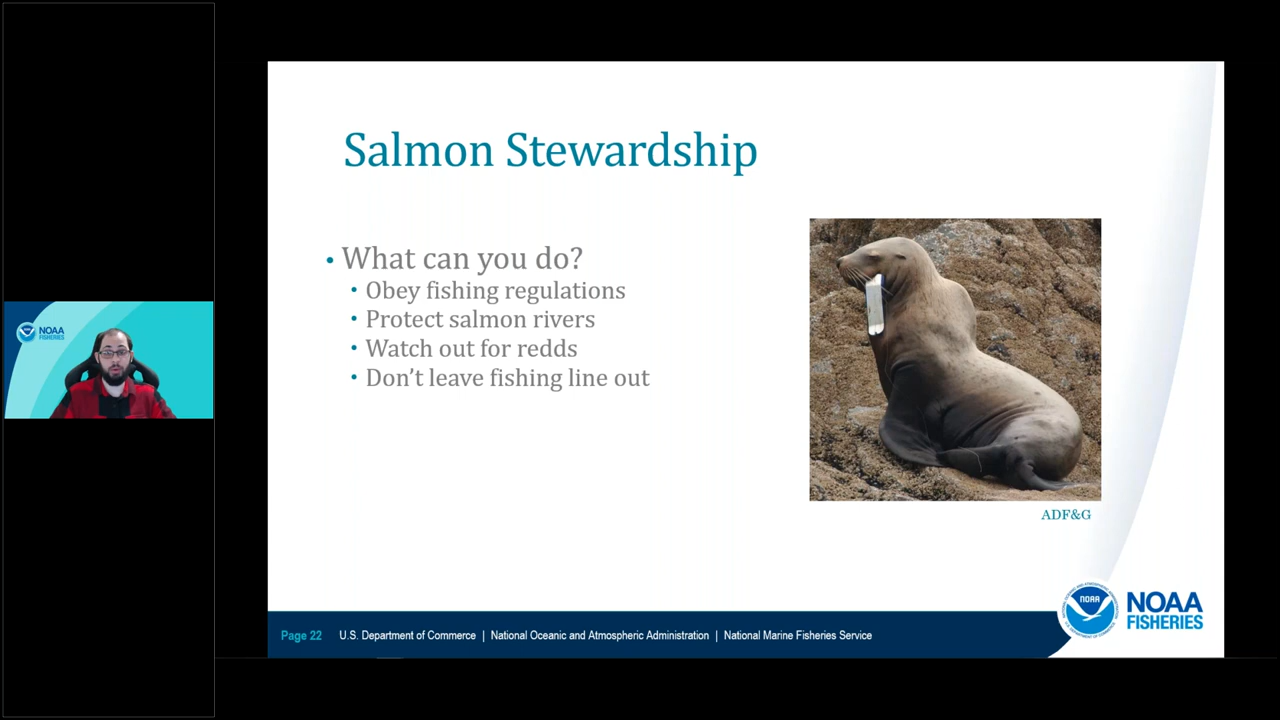 NOAA
FISHERIES
Salmon Stewardship
• What can you do?
• Obey fishing regulations
• Protect salmon rivers
• Watch out for redds
• Don’t leave fishing line out
ADF&G
NOAA
NOAA
FISHERIES
Page 22 U.S. Department of Commerce | National Oceanic and Atmospheric Administration | National Marine Fisheries Service